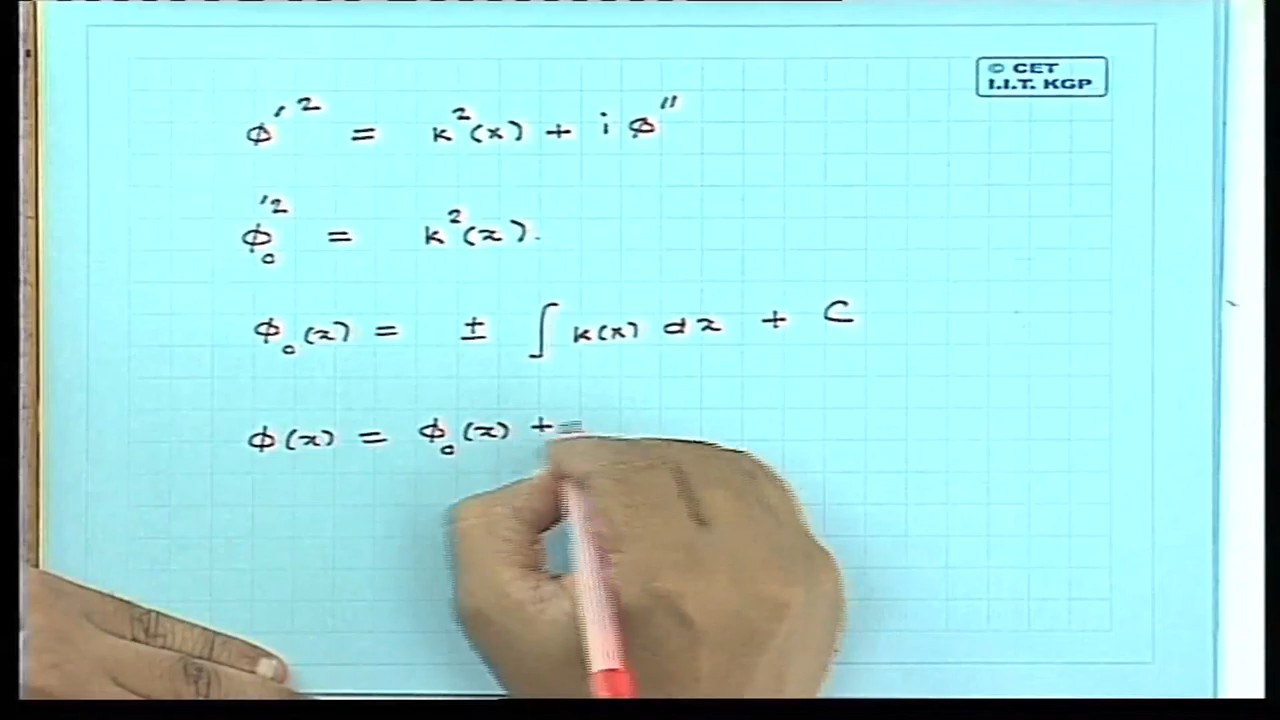 © CET
I.I.T. KGP
ϕ'² = k²(x) + i ϕ''
ϕ₀'² = k²(x).
ϕ₀(x) = ± ∫ k(x) dx + C
ϕ(x) = ϕ₀(x) +